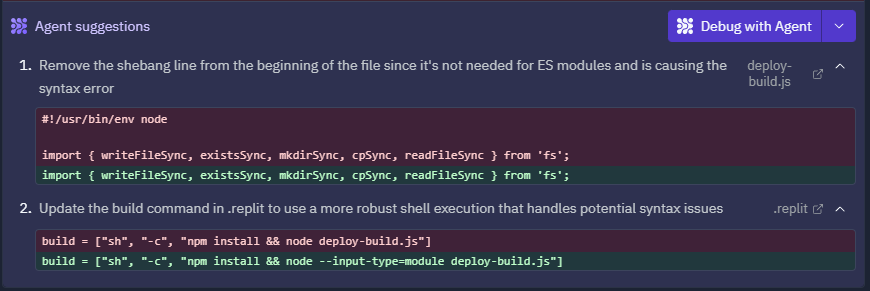 Agent suggestions
Debug with Agent
1. Remove the shebang line from the beginning of the file since it's not needed for ES modules and is causing the
syntax error
deploy-
build.js
#!/usr/bin/env node
import { writeFileSync, existsSync, mkdirSync, cpSync, readFileSync } from 'fs';
import { writeFileSync, existsSync, mkdirSync, cpSync, readFileSync } from 'fs';
2. Update the build command in .replit to use a more robust shell execution that handles potential syntax issues
.replit
build = ["sh", "-c", "npm install && node deploy-build.js"]
build = ["sh", "-c", "npm install && node --input-type=module deploy-build.js"]